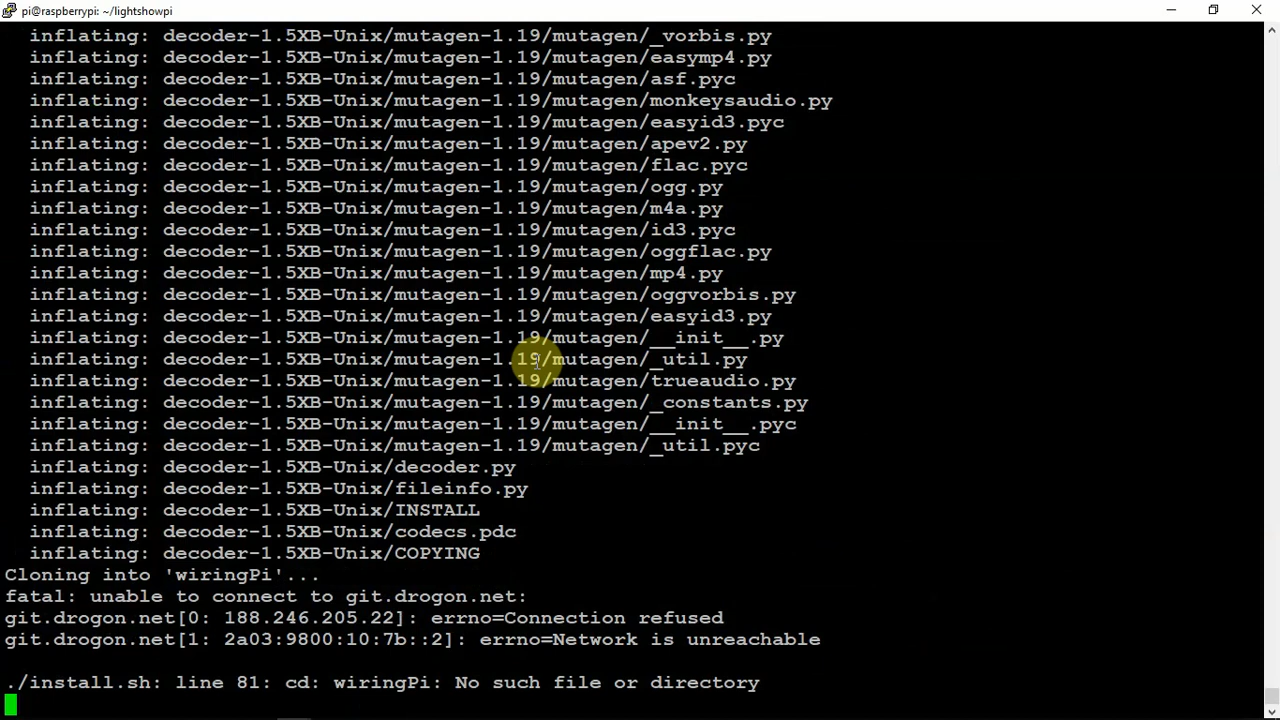 pi@raspberrypi: ~/lightshowpi
inflating: decoder-1.5XB-Unix/mutagen-1.19/mutagen/_vorbis.py
inflating: decoder-1.5XB-Unix/mutagen-1.19/mutagen/easymp4.py
inflating: decoder-1.5XB-Unix/mutagen-1.19/mutagen/asf.pyc
inflating: decoder-1.5XB-Unix/mutagen-1.19/mutagen/monkeysaudio.py
inflating: decoder-1.5XB-Unix/mutagen-1.19/mutagen/easyid3.pyc
inflating: decoder-1.5XB-Unix/mutagen-1.19/mutagen/apev2.py
inflating: decoder-1.5XB-Unix/mutagen-1.19/mutagen/flac.pyc
inflating: decoder-1.5XB-Unix/mutagen-1.19/mutagen/ogg.py
inflating: decoder-1.5XB-Unix/mutagen-1.19/mutagen/m4a.py
inflating: decoder-1.5XB-Unix/mutagen-1.19/mutagen/id3.pyc
inflating: decoder-1.5XB-Unix/mutagen-1.19/mutagen/oggflac.py
inflating: decoder-1.5XB-Unix/mutagen-1.19/mutagen/mp4.py
inflating: decoder-1.5XB-Unix/mutagen-1.19/mutagen/oggvorbis.py
inflating: decoder-1.5XB-Unix/mutagen-1.19/mutagen/easyid3.py
inflating: decoder-1.5XB-Unix/mutagen-1.19/mutagen/__init__.py
inflating: decoder-1.5XB-Unix/mutagen-1.19/mutagen/_util.py
inflating: decoder-1.5XB-Unix/mutagen-1.19/mutagen/trueaudio.py
inflating: decoder-1.5XB-Unix/mutagen-1.19/mutagen/_constants.py
inflating: decoder-1.5XB-Unix/mutagen-1.19/mutagen/__init__.pyc
inflating: decoder-1.5XB-Unix/mutagen-1.19/mutagen/_util.pyc
inflating: decoder-1.5XB-Unix/decoder.py
inflating: decoder-1.5XB-Unix/fileinfo.py
inflating: decoder-1.5XB-Unix/INSTALL
inflating: decoder-1.5XB-Unix/codecs.pdc
inflating: decoder-1.5XB-Unix/COPYING
Cloning into 'wiringPi'...
fatal: unable to connect to git.drogon.net:
git.drogon.net[0: 188.246.205.22]: errno=Connection refused
git.drogon.net[1: 2a03:9800:10:7b::2]: errno=Network is unreachable
./install.sh: line 81: cd: wiringPi: No such file or directory